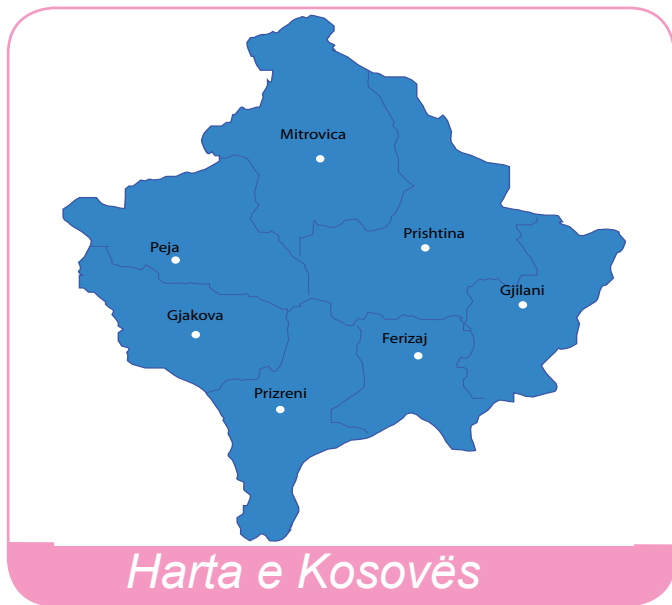 Mitrovica
Prishtina
Peja
Gjilani
Gjakova
Ferizaj
Prizreni
Harta e Kosovës